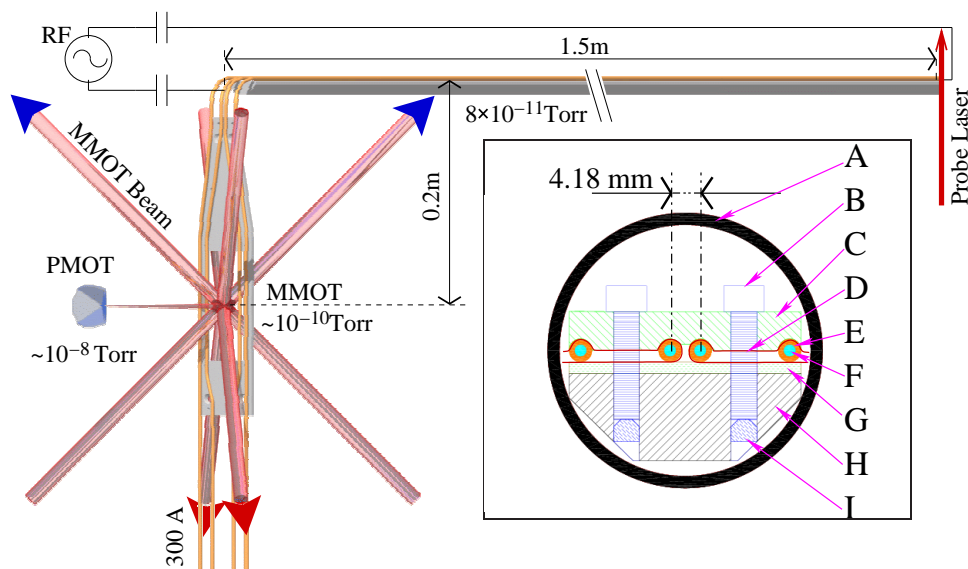 RF
1.5m
8×10⁻¹¹Torr
MMOT Beam
0.2m
Probe Laser
PMOT
MMOT
~10⁻¹⁰Torr
~10⁻⁸ Torr
300 A
4.18 mm
A
B
C
D
E
F
G
H
I